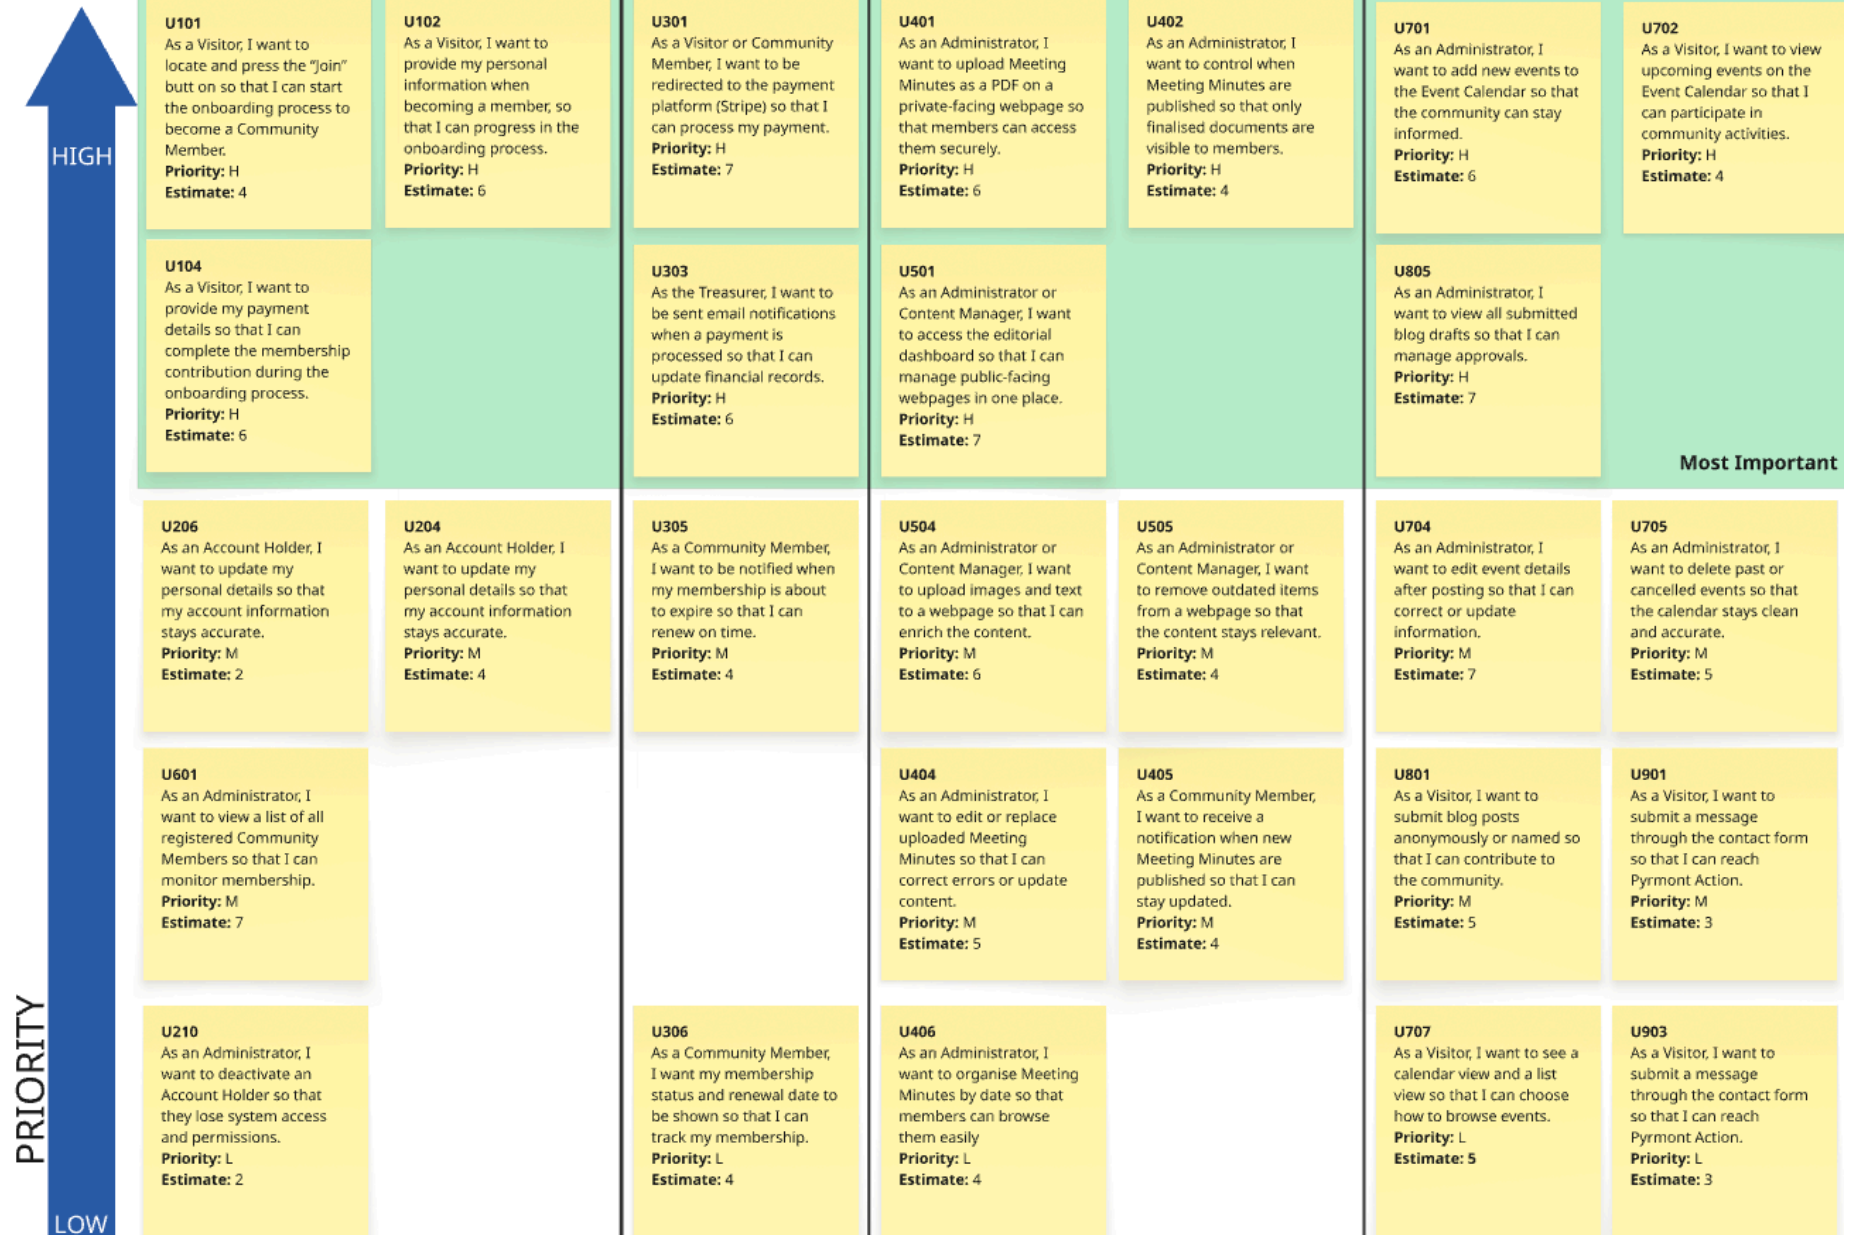 HIGH
PRIORITY
LOW
U101
As a Visitor, I want to
locate and press the “Join”
butt on so that I can start
the onboarding process to
become a Community
Member.
Priority: H
Estimate: 4
U102
As a Visitor, I want to
provide my personal
information when
becoming a member, so
that I can progress in the
onboarding process.
Priority: H
Estimate: 6
U301
As a Visitor or Community
Member, I want to be
redirected to the payment
platform (Stripe) so that I
can process my payment.
Priority: H
Estimate: 7
U401
As an Administrator, I
want to upload Meeting
Minutes as a PDF on a
private-facing webpage so
that members can access
them securely.
Priority: H
Estimate: 6
U402
As an Administrator, I
want to control when
Meeting Minutes are
published so that only
finalised documents are
visible to members.
Priority: H
Estimate: 4
U701
As an Administrator, I
want to add new events to
the Event Calendar so that
the community can stay
informed.
Priority: H
Estimate: 6
U702
As a Visitor, I want to view
upcoming events on the
Event Calendar so that I
can participate in
community activities.
Priority: H
Estimate: 4
U104
As a Visitor, I want to
provide my payment
details so that I can
complete the membership
contribution during the
onboarding process.
Priority: H
Estimate: 6
U303
As the Treasurer, I want to
be sent email notifications
when a payment is
processed so that I can
update financial records.
Priority: H
Estimate: 6
U501
As an Administrator or
Content Manager, I want
to access the editorial
dashboard so that I can
manage public-facing
webpages in one place.
Priority: H
Estimate: 7
U805
As an Administrator, I
want to view all submitted
blog drafts so that I can
manage approvals.
Priority: H
Estimate: 7
Most Important
U206
As an Account Holder, I
want to update my
personal details so that
my account information
stays accurate.
Priority: M
Estimate: 2
U204
As an Account Holder, I
want to update my
personal details so that
my account information
stays accurate.
Priority: M
Estimate: 4
U305
As a Community Member,
I want to be notified when
my membership is about
to expire so that I can
renew on time.
Priority: M
Estimate: 4
U504
As an Administrator or
Content Manager, I want
to upload images and text
to a webpage so that I can
enrich the content.
Priority: M
Estimate: 6
U505
As an Administrator or
Content Manager, I want
to remove outdated items
from a webpage so that
the content stays relevant.
Priority: M
Estimate: 4
U704
As an Administrator, I
want to edit event details
after posting so that I can
correct or update
information.
Priority: M
Estimate: 7
U705
As an Administrator, I
want to delete past or
cancelled events so that
the calendar stays clean
and accurate.
Priority: M
Estimate: 5
U601
As an Administrator, I
want to view a list of all
registered Community
Members so that I can
monitor membership.
Priority: M
Estimate: 7
U404
As an Administrator, I
want to edit or replace
uploaded Meeting
Minutes so that I can
correct errors or update
content.
Priority: M
Estimate: 5
U405
As a Community Member,
I want to receive a
notification when new
Meeting Minutes are
published so that I can
stay updated.
Priority: M
Estimate: 4
U801
As a Visitor, I want to
submit blog posts
anonymously or named so
that I can contribute to
the community.
Priority: M
Estimate: 5
U901
As a Visitor, I want to
submit a message
through the contact form
so that I can reach
Pyrmont Action.
Priority: M
Estimate: 3
U210
As an Administrator, I
want to deactivate an
Account Holder so that
they lose system access
and permissions.
Priority: L
Estimate: 2
U306
As a Community Member,
I want my membership
status and renewal date to
be shown so that I can
track my membership.
Priority: L
Estimate: 4
U406
As an Administrator, I
want to organise Meeting
Minutes by date so that
members can browse
them easily
Priority: L
Estimate: 4
U707
As a Visitor, I want to see a
calendar view and a list
view so that I can choose
how to browse events.
Priority: L
Estimate: 5
U903
As a Visitor, I want to
submit a message
through the contact form
so that I can reach
Pyrmont Action.
Priority: L
Estimate: 3